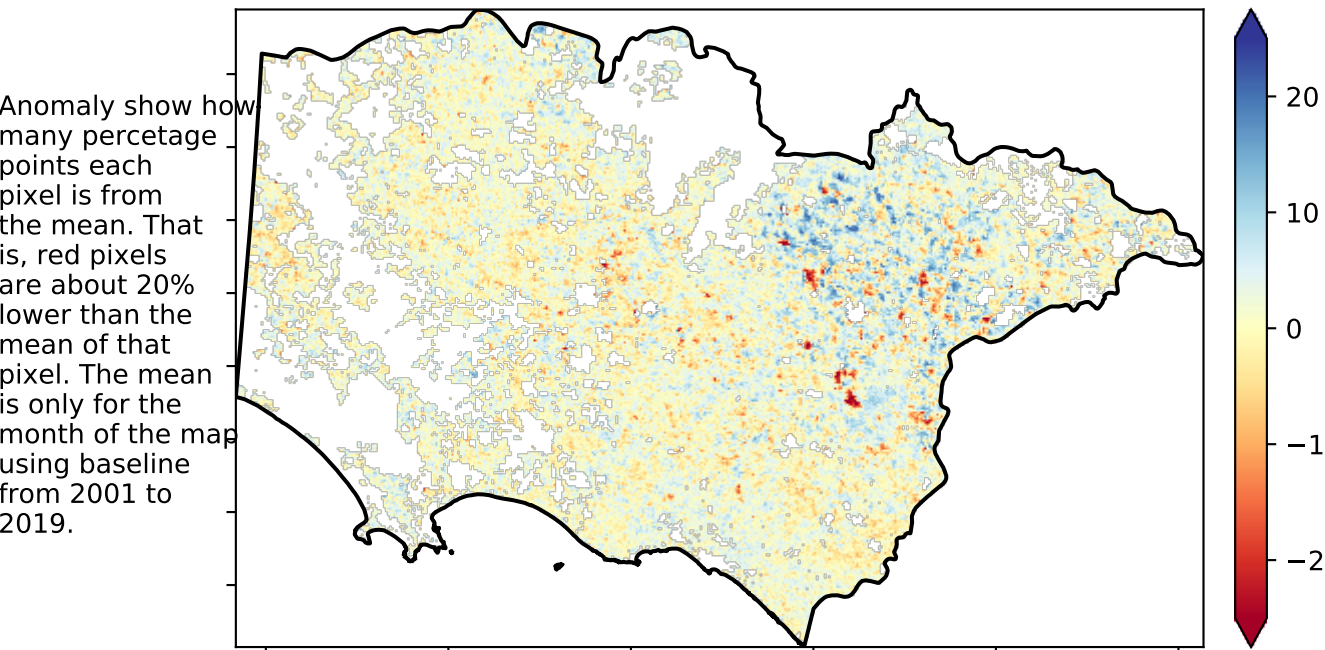 Anomaly show how
many percetage
points each
pixel is from
the mean. That
is, red pixels
are about 20%
lower than the
mean of that
pixel. The mean
is only for the
month of the map
using baseline
from 2001 to
2019.
20
10
0
−1
−2